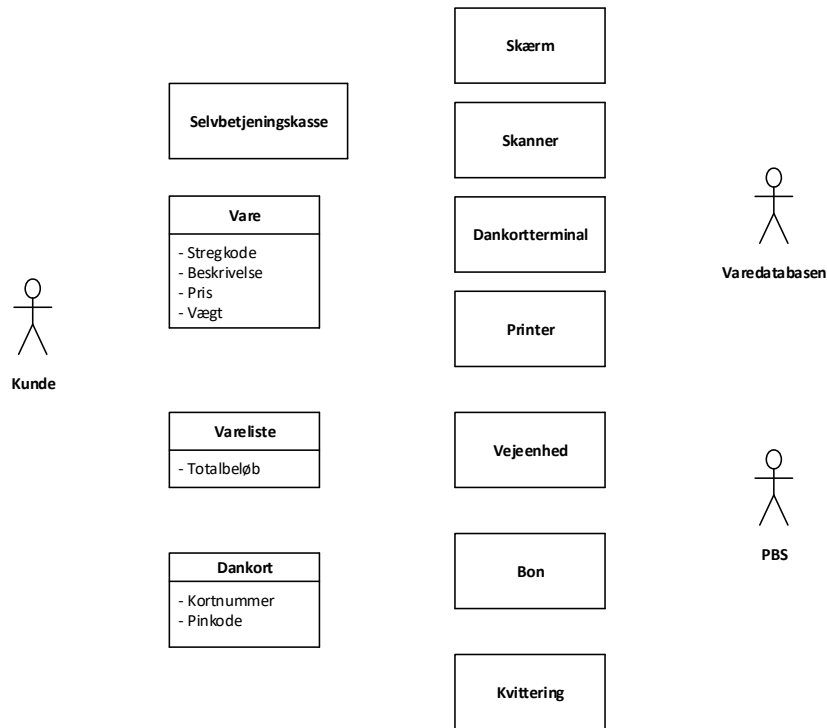 Kunde
Selvbetjeningskasse
Vare
- Stregkode
- Beskrivelse
- Pris
- Vægt
Vareliste
- Totalbeløb
Dankort
- Kortnummer
- Pinkode
Skærm
Skanner
Dankortterminal
Printer
Vejeenhed
Bon
Kvittering
Varedatabasen
PBS